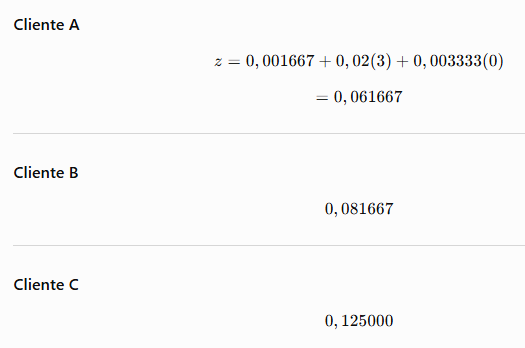 Cliente A
z = 0,001667 + 0,02(3) + 0,003333(0)
= 0,061667
Cliente B
0,081667
Cliente C
0,125000